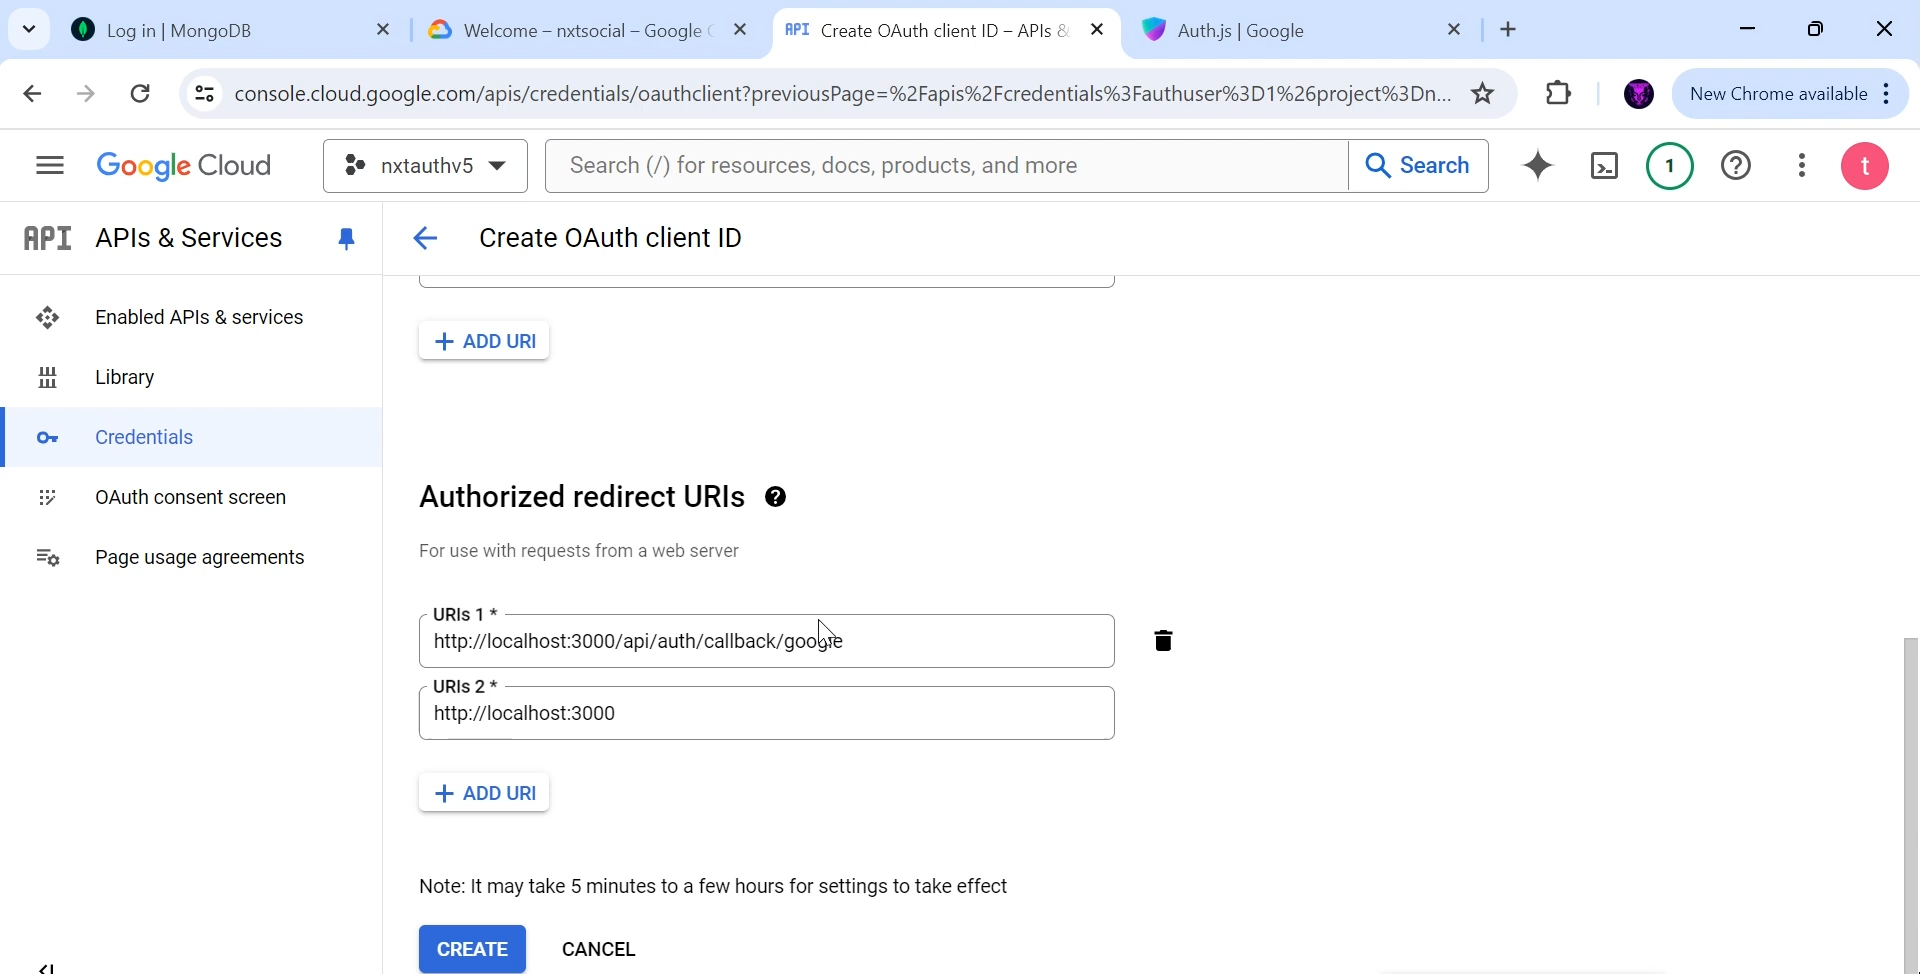 Log in | MongoDB
Welcome – nxtsocial – Google C
API Create OAuth client ID – APIs &
Auth.js | Google
console.cloud.google.com/apis/credentials/oauthclient?previousPage=%2Fapis%2Fcredentials%3Fauthuser%3D1%26project%3Dn...
New Chrome available
Google Cloud
nxtauthv5
Search (/) for resources, docs, products, and more
Search
1
t
API APIs & Services
Create OAuth client ID
Enabled APIs & services
Library
Credentials
OAuth consent screen
Page usage agreements
+ ADD URI
Authorized redirect URIs
For use with requests from a web server
URIs 1 *
http://localhost:3000/api/auth/callback/google
URIs 2 *
http://localhost:3000
+ ADD URI
Note: It may take 5 minutes to a few hours for settings to take effect
CREATE
CANCEL